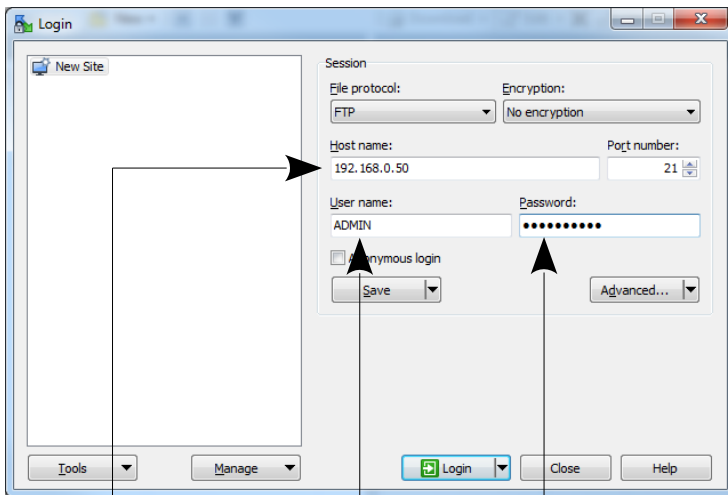 Login
New Site
Session
File protocol: Encryption:
FTP No encryption
Host name: Port number:
192.168.0.50 21
User name: Password:
ADMIN ●●●●●●●●●●
Anonymous login
Save Advanced...
Tools Manage Login Close Help